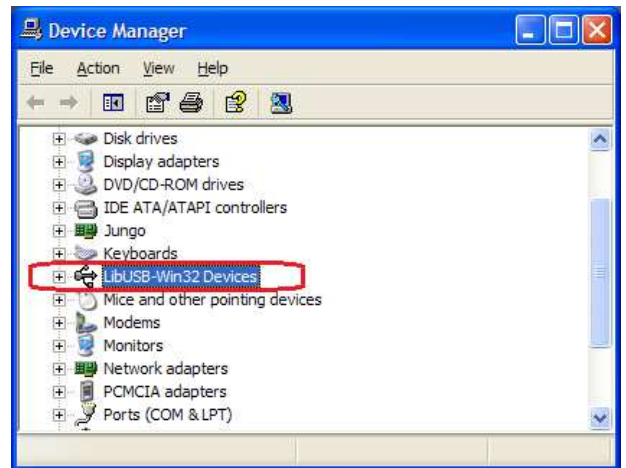 Device Manager
File Action View Help
Disk drives
Display adapters
DVD/CD-ROM drives
IDE ATA/ATAPI controllers
Jungo
Keyboards
LibUSB-Win32 Devices
Mice and other pointing devices
Modems
Monitors
Network adapters
PCMCIA adapters
Ports (COM & LPT)